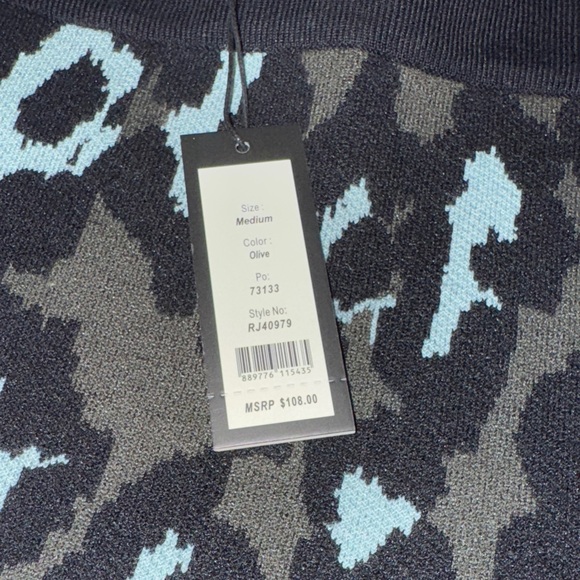 Size :
Medium
Color :
Olive
Po:
73133
Style No:
RJ40979
889776 115435
MSRP $108.00